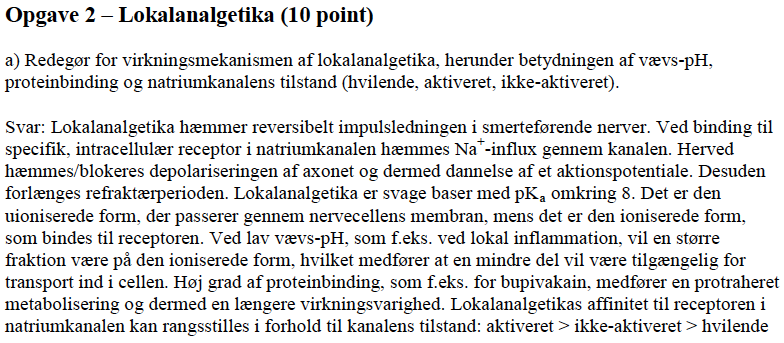 Opgave 2 – Lokalanalgetika (10 point)
a) Redegør for virkningsmekanismen af lokalanalgetika, herunder betydningen af vævs-pH,
proteinbinding og natriumkanalens tilstand (hvilende, aktiveret, ikke-aktiveret).
Svar: Lokalanalgetika hæmmer reversibelt impulsledningen i smerteførende nerver. Ved binding til
specifik, intracellulær receptor i natriumkanalen hæmmes Na⁺-influx gennem kanalen. Herved
hæmmes/blokeres depolariseringen af axonet og dermed dannelse af et aktionspotentiale. Desuden
forlænges refraktærperioden. Lokalanalgetika er svage baser med pKₐ omkring 8. Det er den
uioniserede form, der passerer gennem nervecellens membran, mens det er den ioniserede form,
som bindes til receptoren. Ved lav vævs-pH, som f.eks. ved lokal inflammation, vil en større
fraktion være på den ioniserede form, hvilket medfører at en mindre del vil være tilgængelig for
transport ind i cellen. Høj grad af proteinbinding, som f.eks. for bupivakain, medfører en protraheret
metabolisering og dermed en længere virkningsvarighed. Lokalanalgetikas affinitet til receptoren i
natriumkanalen kan rangsstilles i forhold til kanalens tilstand: aktiveret > ikke-aktiveret > hvilende